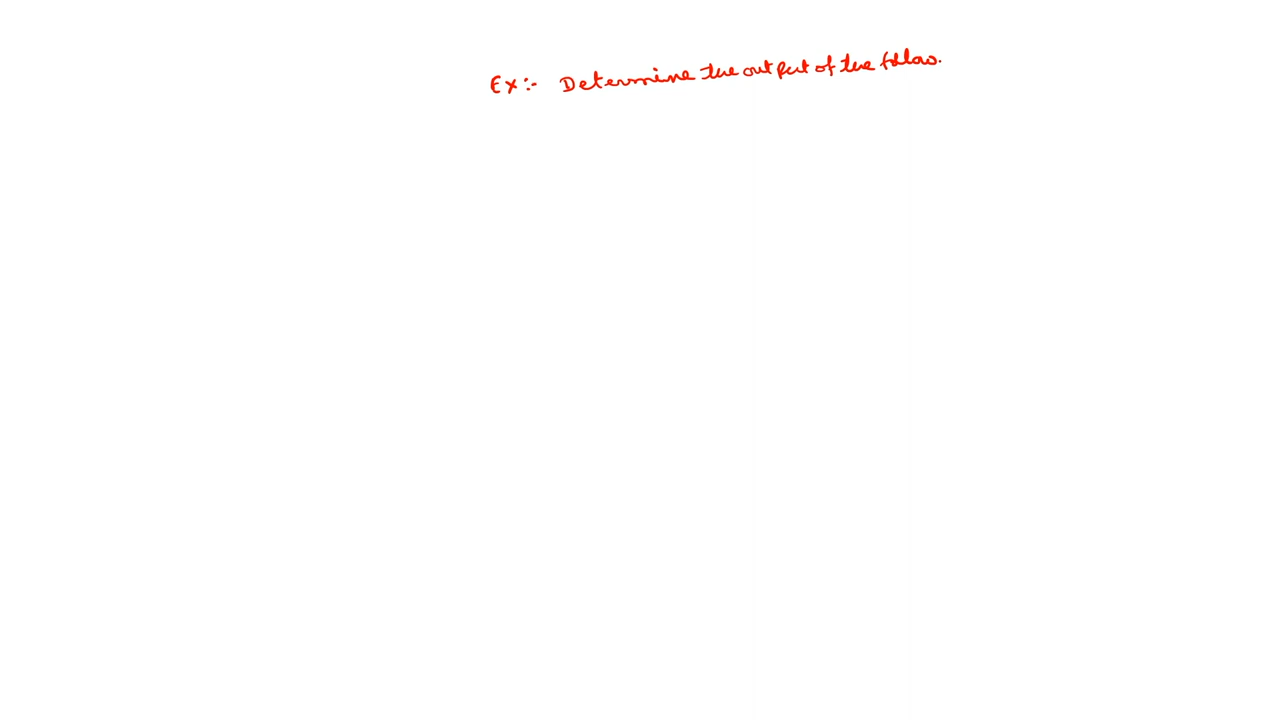 Ex:- Determine the output of the follow.